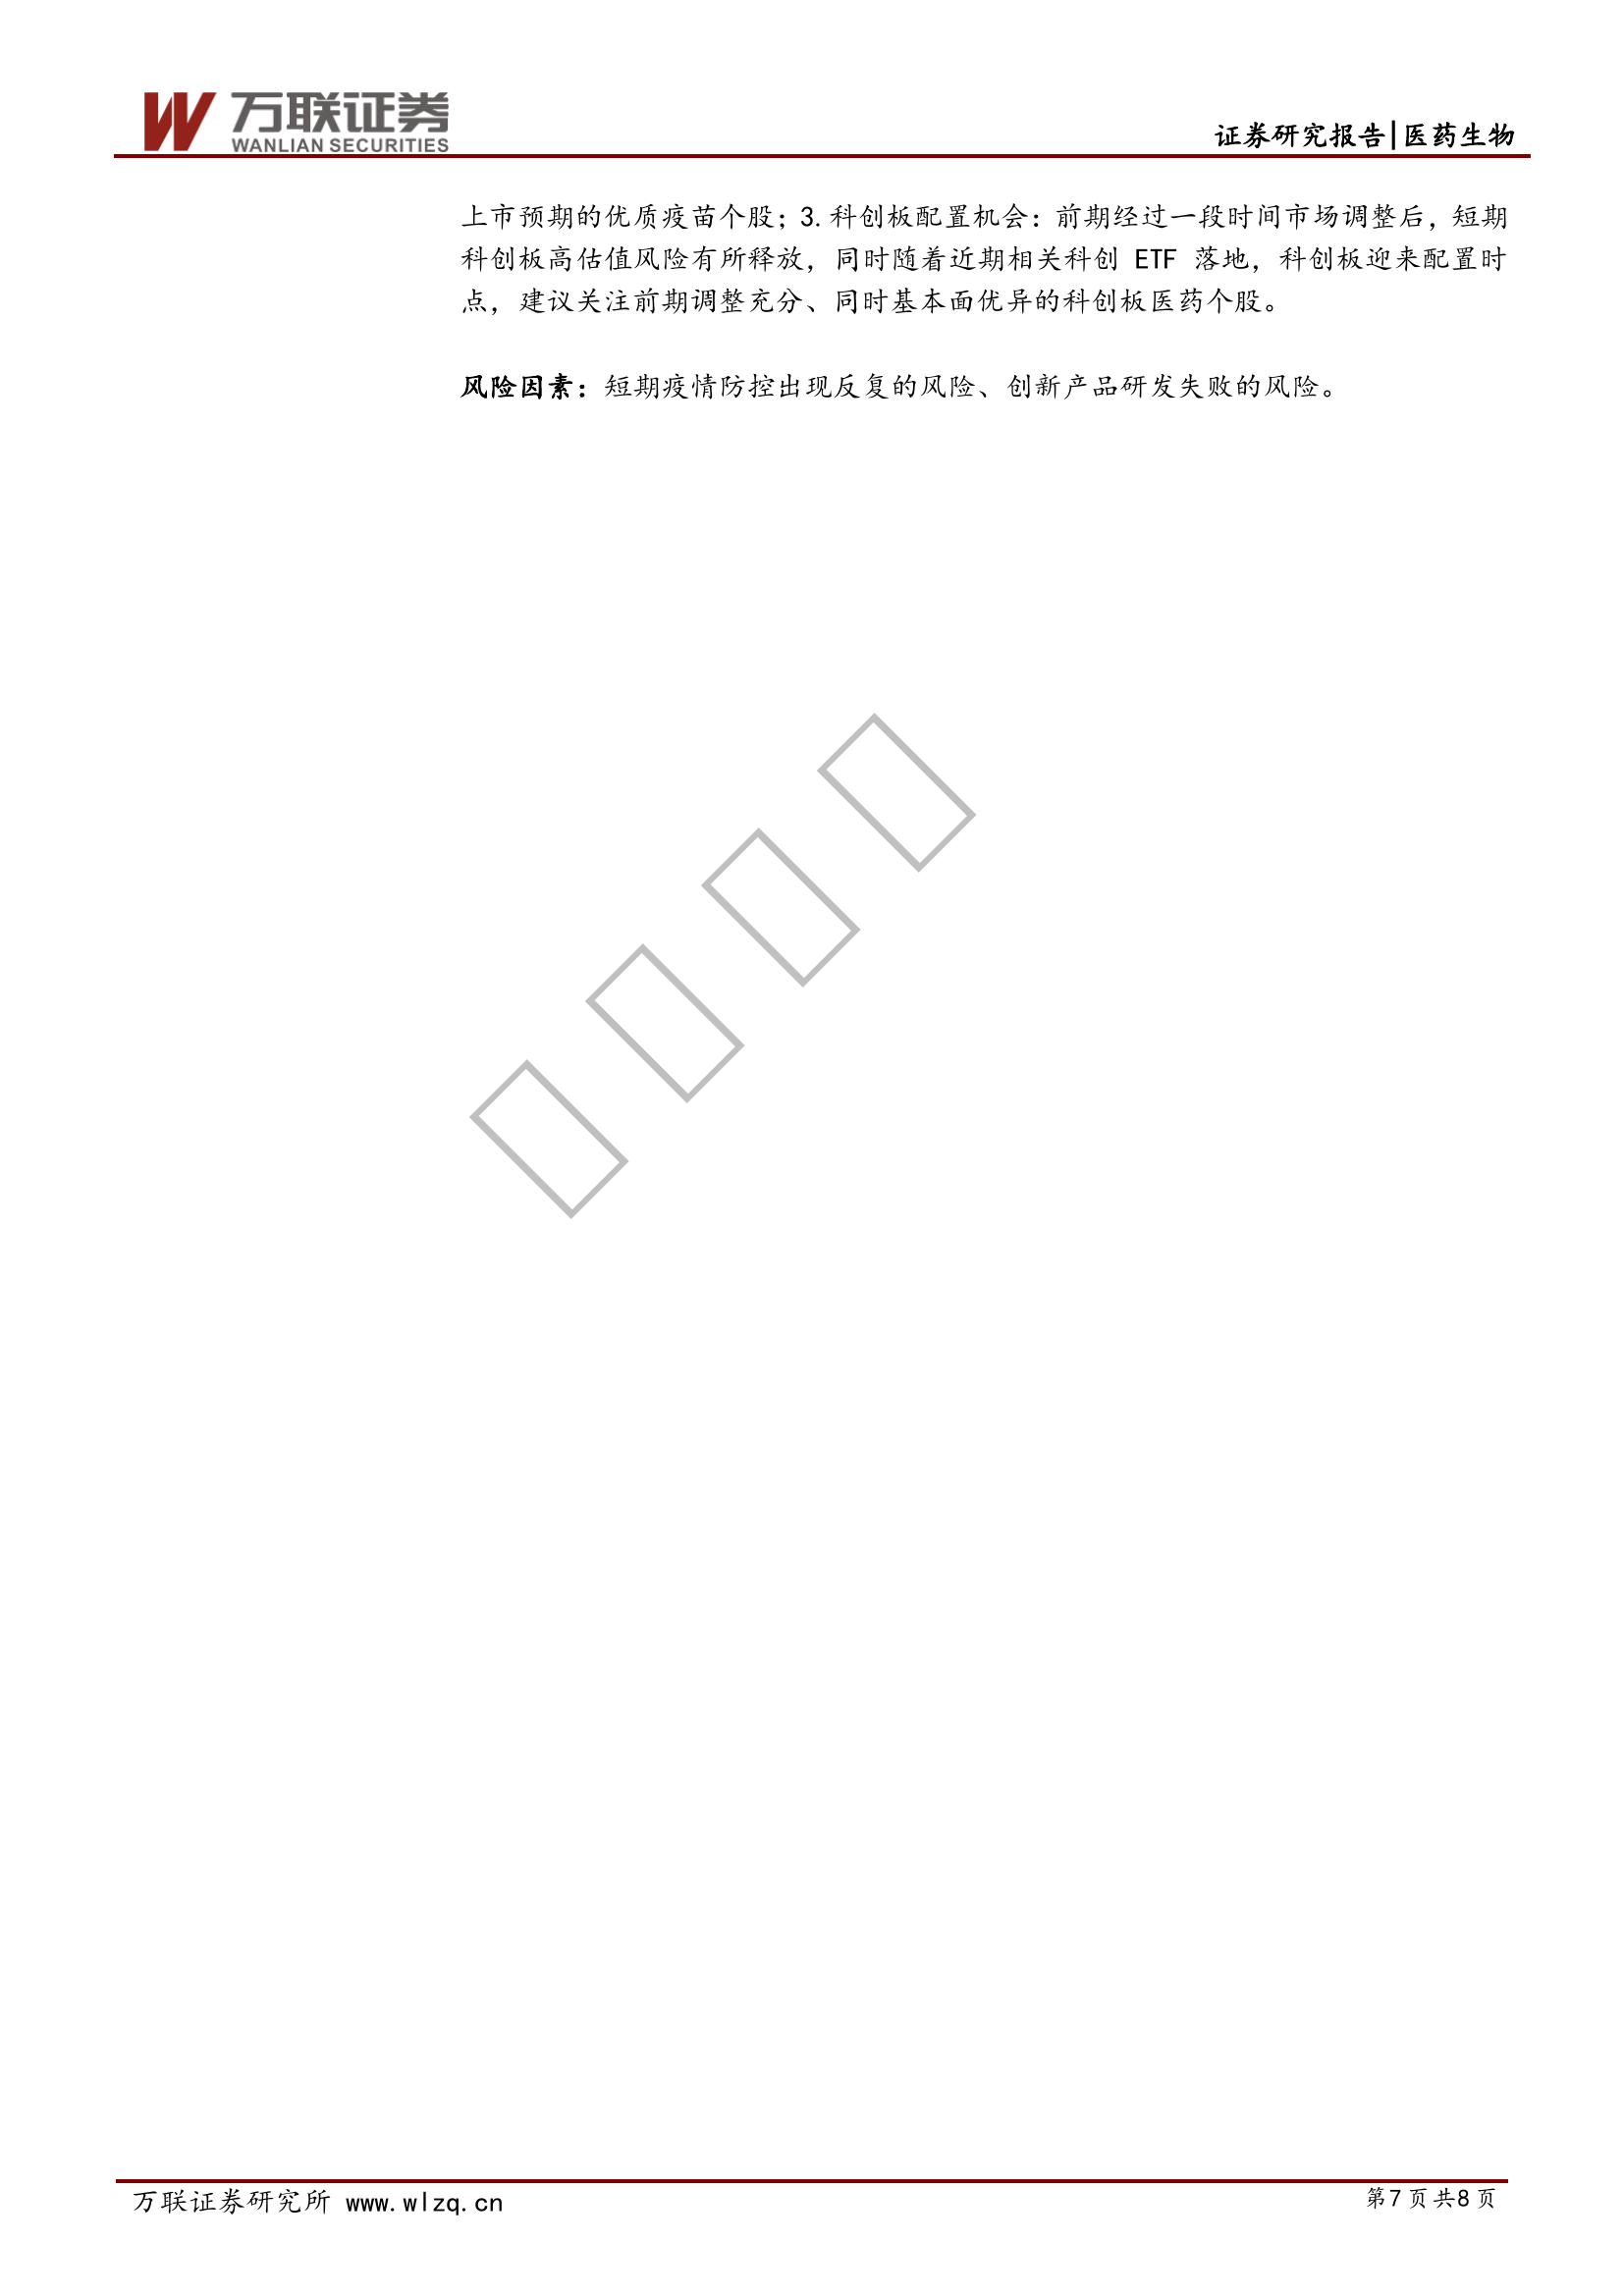 万联证券
WANLIAN SECURITIES
证券研究报告|医药生物
上市预期的优质疫苗个股；3.科创板配置机会：前期经过一段时间市场调整后，短期
科创板高估值风险有所释放，同时随着近期相关科创 ETF 落地，科创板迎来配置时
点，建议关注前期调整充分、同时基本面优异的科创板医药个股。
风险因素：短期疫情防控出现反复的风险、创新产品研发失败的风险。
万联证券研究所 www.wlzq.cn
第7页共8页